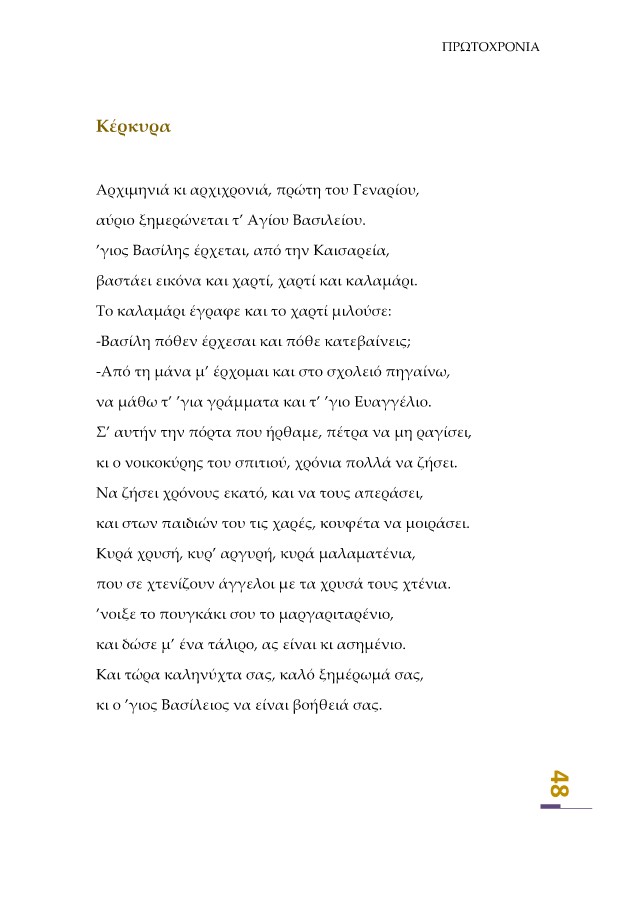 ΠΡΩΤΟΧΡΟΝΙΑ
Κέρκυρα
Αρχιμηνιά κι αρχιχρονιά, πρώτη του Γεναρίου,
αύριο ξημερώνεται τ’ Αγίου Βασιλείου.
’γιος Βασίλης έρχεται, από την Καισαρεία,
βαστάει εικόνα και χαρτί, χαρτί και καλαμάρι.
Το καλαμάρι έγραφε και το χαρτί μιλούσε:
-Βασίλη πόθεν έρχεσαι και πόθε κατεβαίνεις;
-Από τη μάνα μ’ έρχομαι και στο σχολειό πηγαίνω,
να μάθω τ’ ’για γράμματα και τ’ ’γιο Ευαγγέλιο.
Σ’ αυτήν την πόρτα που ήρθαμε, πέτρα να μη ραγίσει,
κι ο νοικοκύρης του σπιτιού, χρόνια πολλά να ζήσει.
Να ζήσει χρόνους εκατό, και να τους απεράσει,
και στων παιδιών του τις χαρές, κουφέτα να μοιράσει.
Κυρά χρυσή, κυρ’ αργυρή, κυρά μαλαματένια,
που σε χτενίζουν άγγελοι με τα χρυσά τους χτένια.
’νοιξε το πουγκάκι σου το μαργαριταρένιο,
και δώσε μ’ ένα τάλιρο, ας είναι κι ασημένιο.
Και τώρα καληνύχτα σας, καλό ξημέρωμά σας,
κι ο ’γιος Βασίλειος να είναι βοήθειά σας.
48